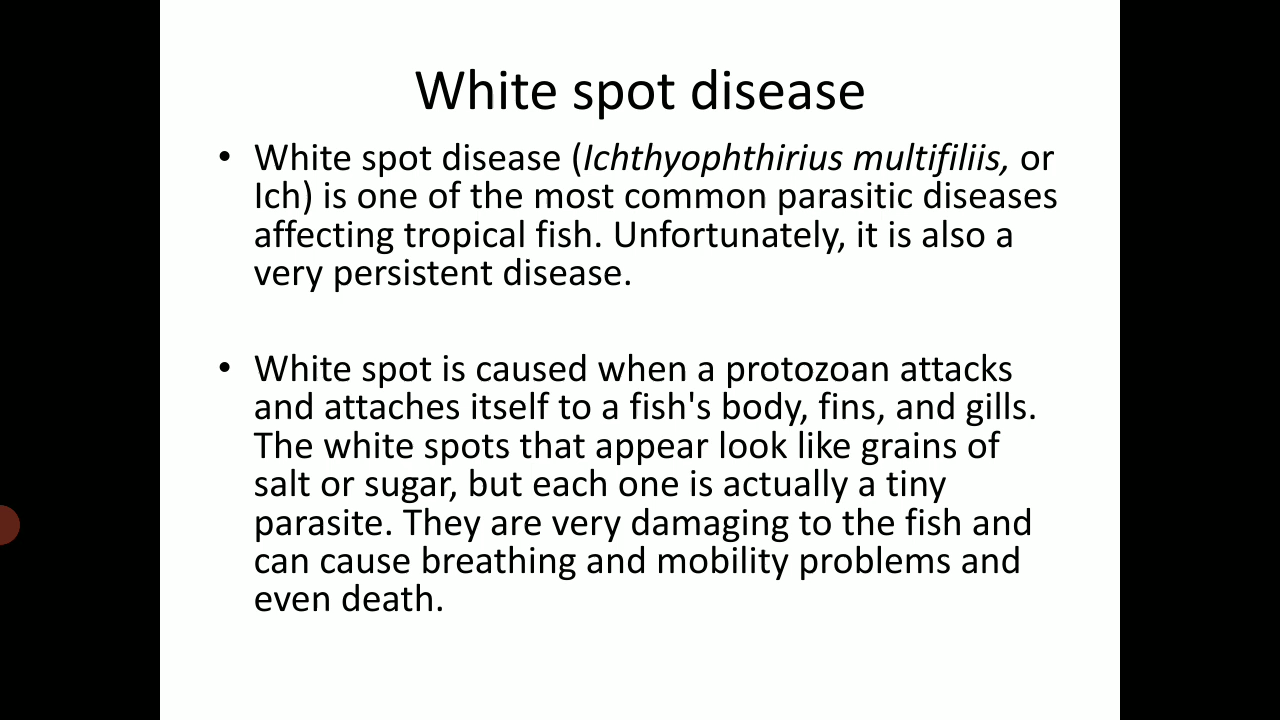 White spot disease
• White spot disease (Ichthyophthirius multifiliis, or
Ich) is one of the most common parasitic diseases
affecting tropical fish. Unfortunately, it is also a
very persistent disease.
• White spot is caused when a protozoan attacks
and attaches itself to a fish's body, fins, and gills.
The white spots that appear look like grains of
salt or sugar, but each one is actually a tiny
parasite. They are very damaging to the fish and
can cause breathing and mobility problems and
even death.